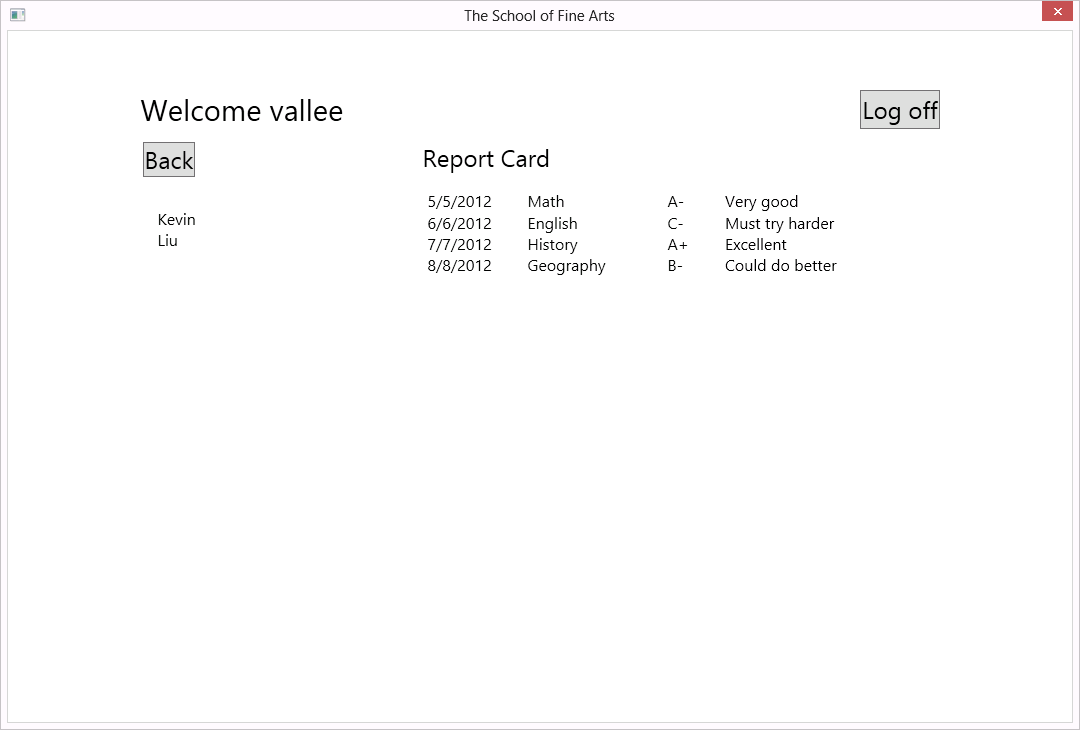 The School of Fine Arts
Welcome vallee
Log off
Back
Report Card
Kevin
Liu
5/5/2012 Math A- Very good
6/6/2012 English C- Must try harder
7/7/2012 History A+ Excellent
8/8/2012 Geography B- Could do better